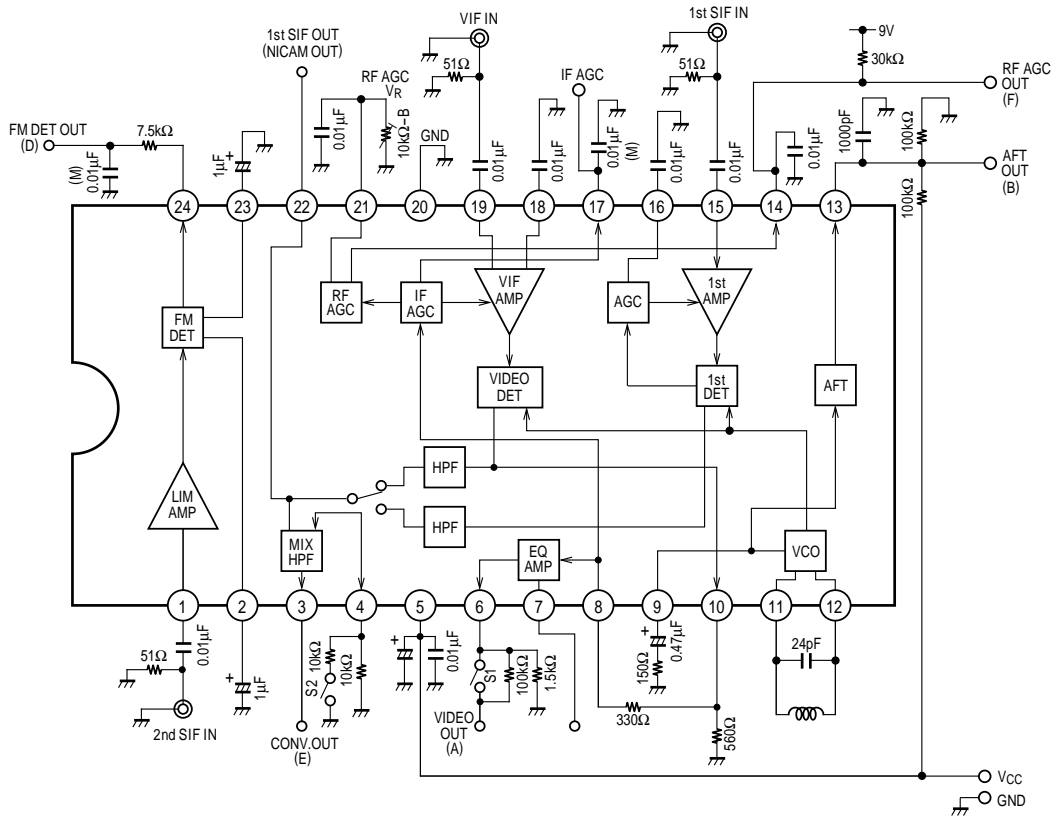 VIF IN
1st SIF IN
1st SIF OUT
(NICAM OUT)
51Ω
51Ω
9V
30kΩ
RF AGC
OUT
(F)
RF AGC
VR
IF AGC
FM DET OUT
(D)
7.5kΩ
(M)
0.01μF
1μF
+
0.01μF
10kΩ-B
GND
0.01μF
0.01μF
0.01μF
(M)
0.01μF
0.01μF
0.01μF
1000pF
100kΩ
AFT
OUT
(B)
100kΩ
24
23
22
21
20
19
18
17
16
15
14
13
FM
DET
RF
AGC
IF
AGC
VIF
AMP
AGC
1st
AMP
VIDEO
DET
1st
DET
AFT
LIM
AMP
HPF
HPF
MIX
HPF
EQ
AMP
VCO
1
2
3
4
5
6
7
8
9
10
11
12
0.01μF
51Ω
2nd SIF IN
+
1μF
CONV.OUT
(E)
10kΩ
S2
10kΩ
+
0.01μF
S1
100kΩ
1.5kΩ
VIDEO
OUT
(A)
330Ω
+
0.47μF
150Ω
560Ω
24pF
VCC
GND